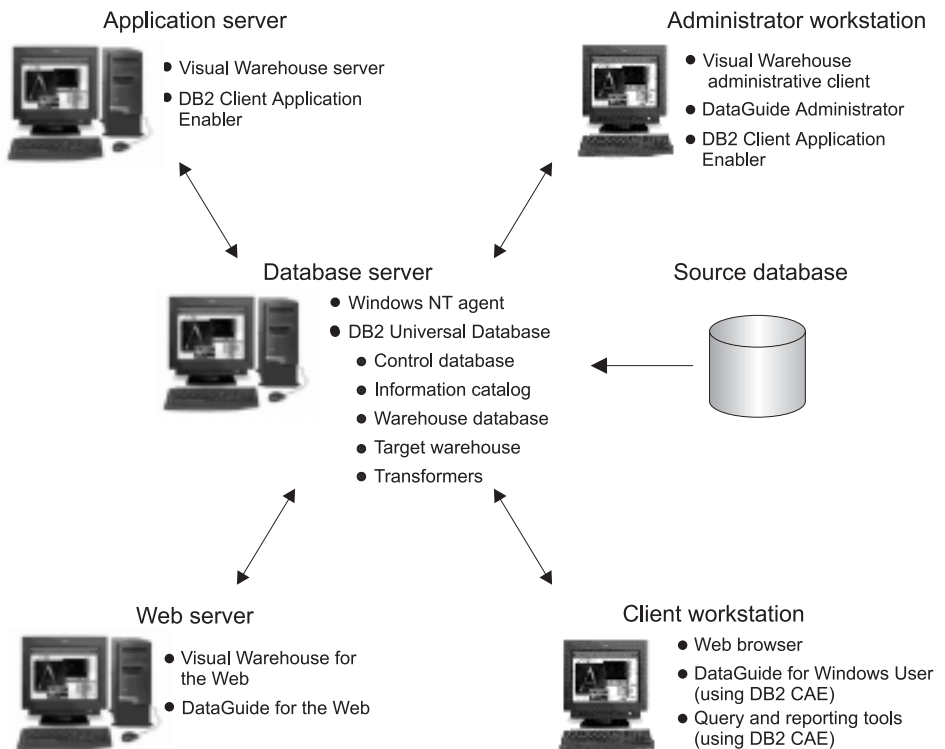 Application server
• Visual Warehouse server
• DB2 Client Application
Enabler
Administrator workstation
• Visual Warehouse
administrative client
• DataGuide Administrator
• DB2 Client Application
Enabler
Database server
• Windows NT agent
• DB2 Universal Database
• Control database
• Information catalog
• Warehouse database
• Target warehouse
• Transformers
Source database
Web server
• Visual Warehouse for
the Web
• DataGuide for the Web
Client workstation
• Web browser
• DataGuide for Windows User
(using DB2 CAE)
• Query and reporting tools
(using DB2 CAE)